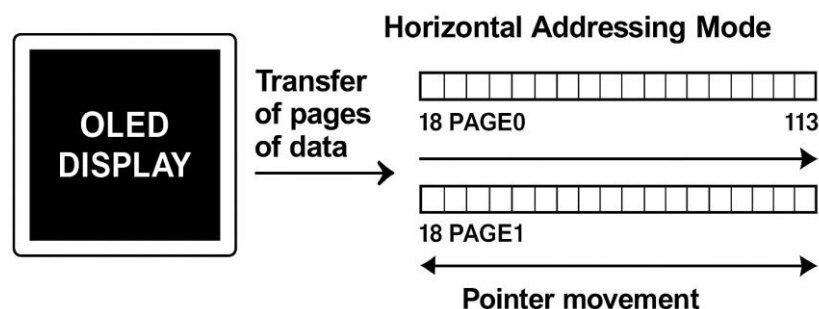 Horizontal Addressing Mode
OLED
DISPLAY
Transfer
of pages
of data
18 PAGE0 113
18 PAGE1
Pointer movement